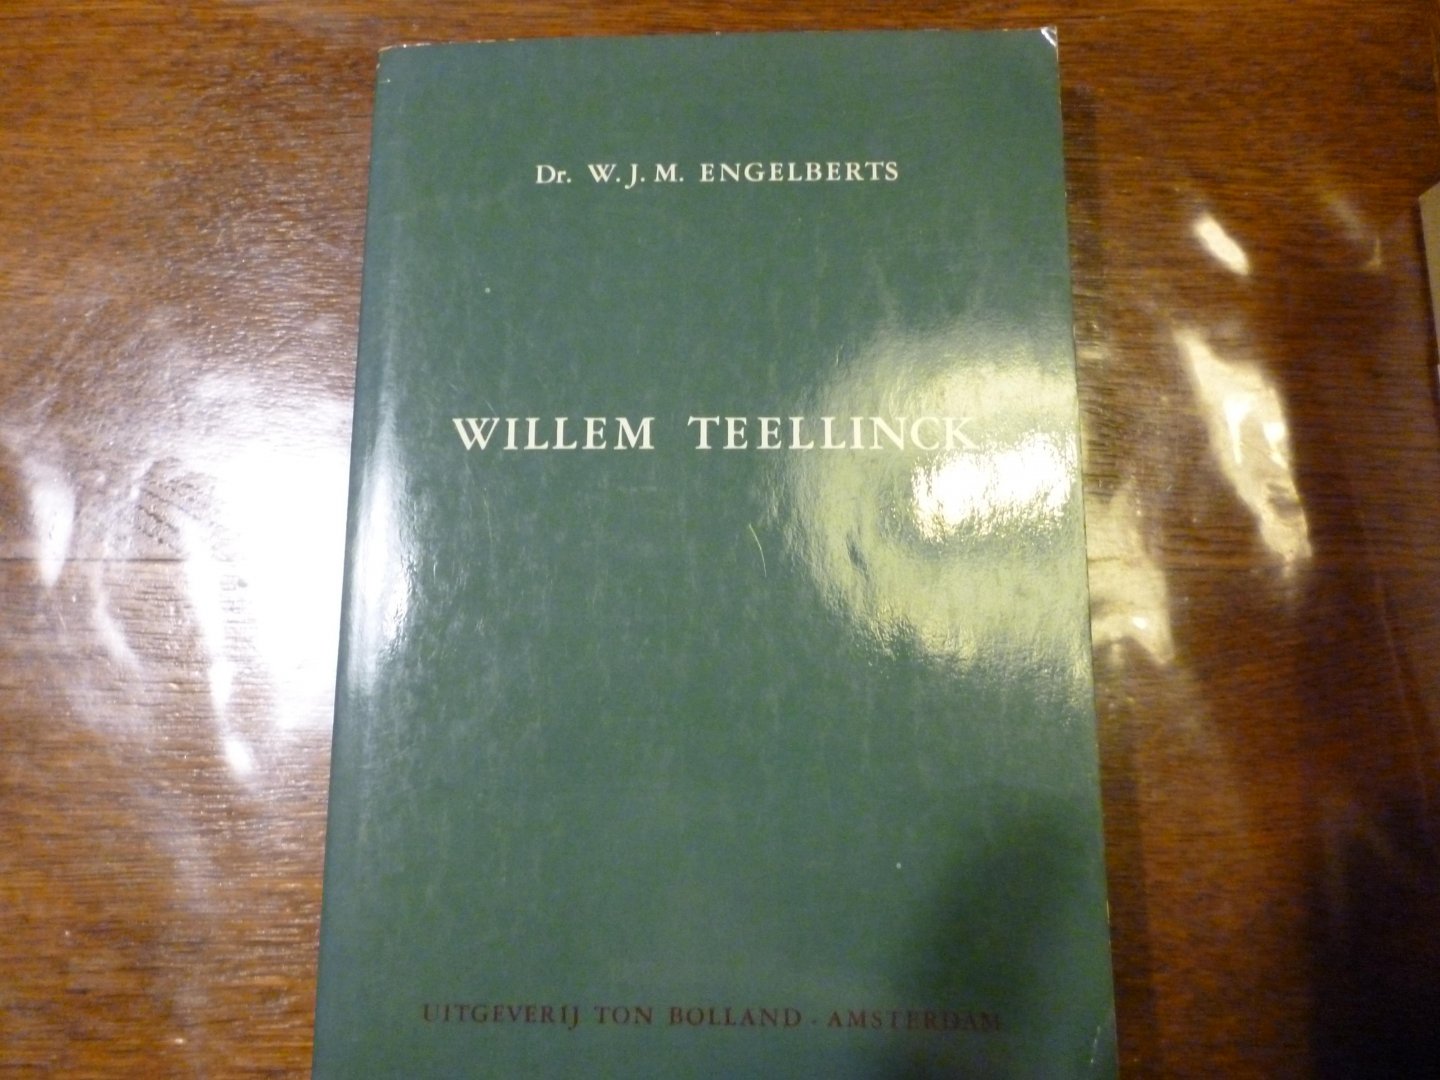 Dr. W. J. M. ENGELBERTS
WILLEM TEELLINCK
UITGEVERIJ TON BOLLAND - AMSTERDAM